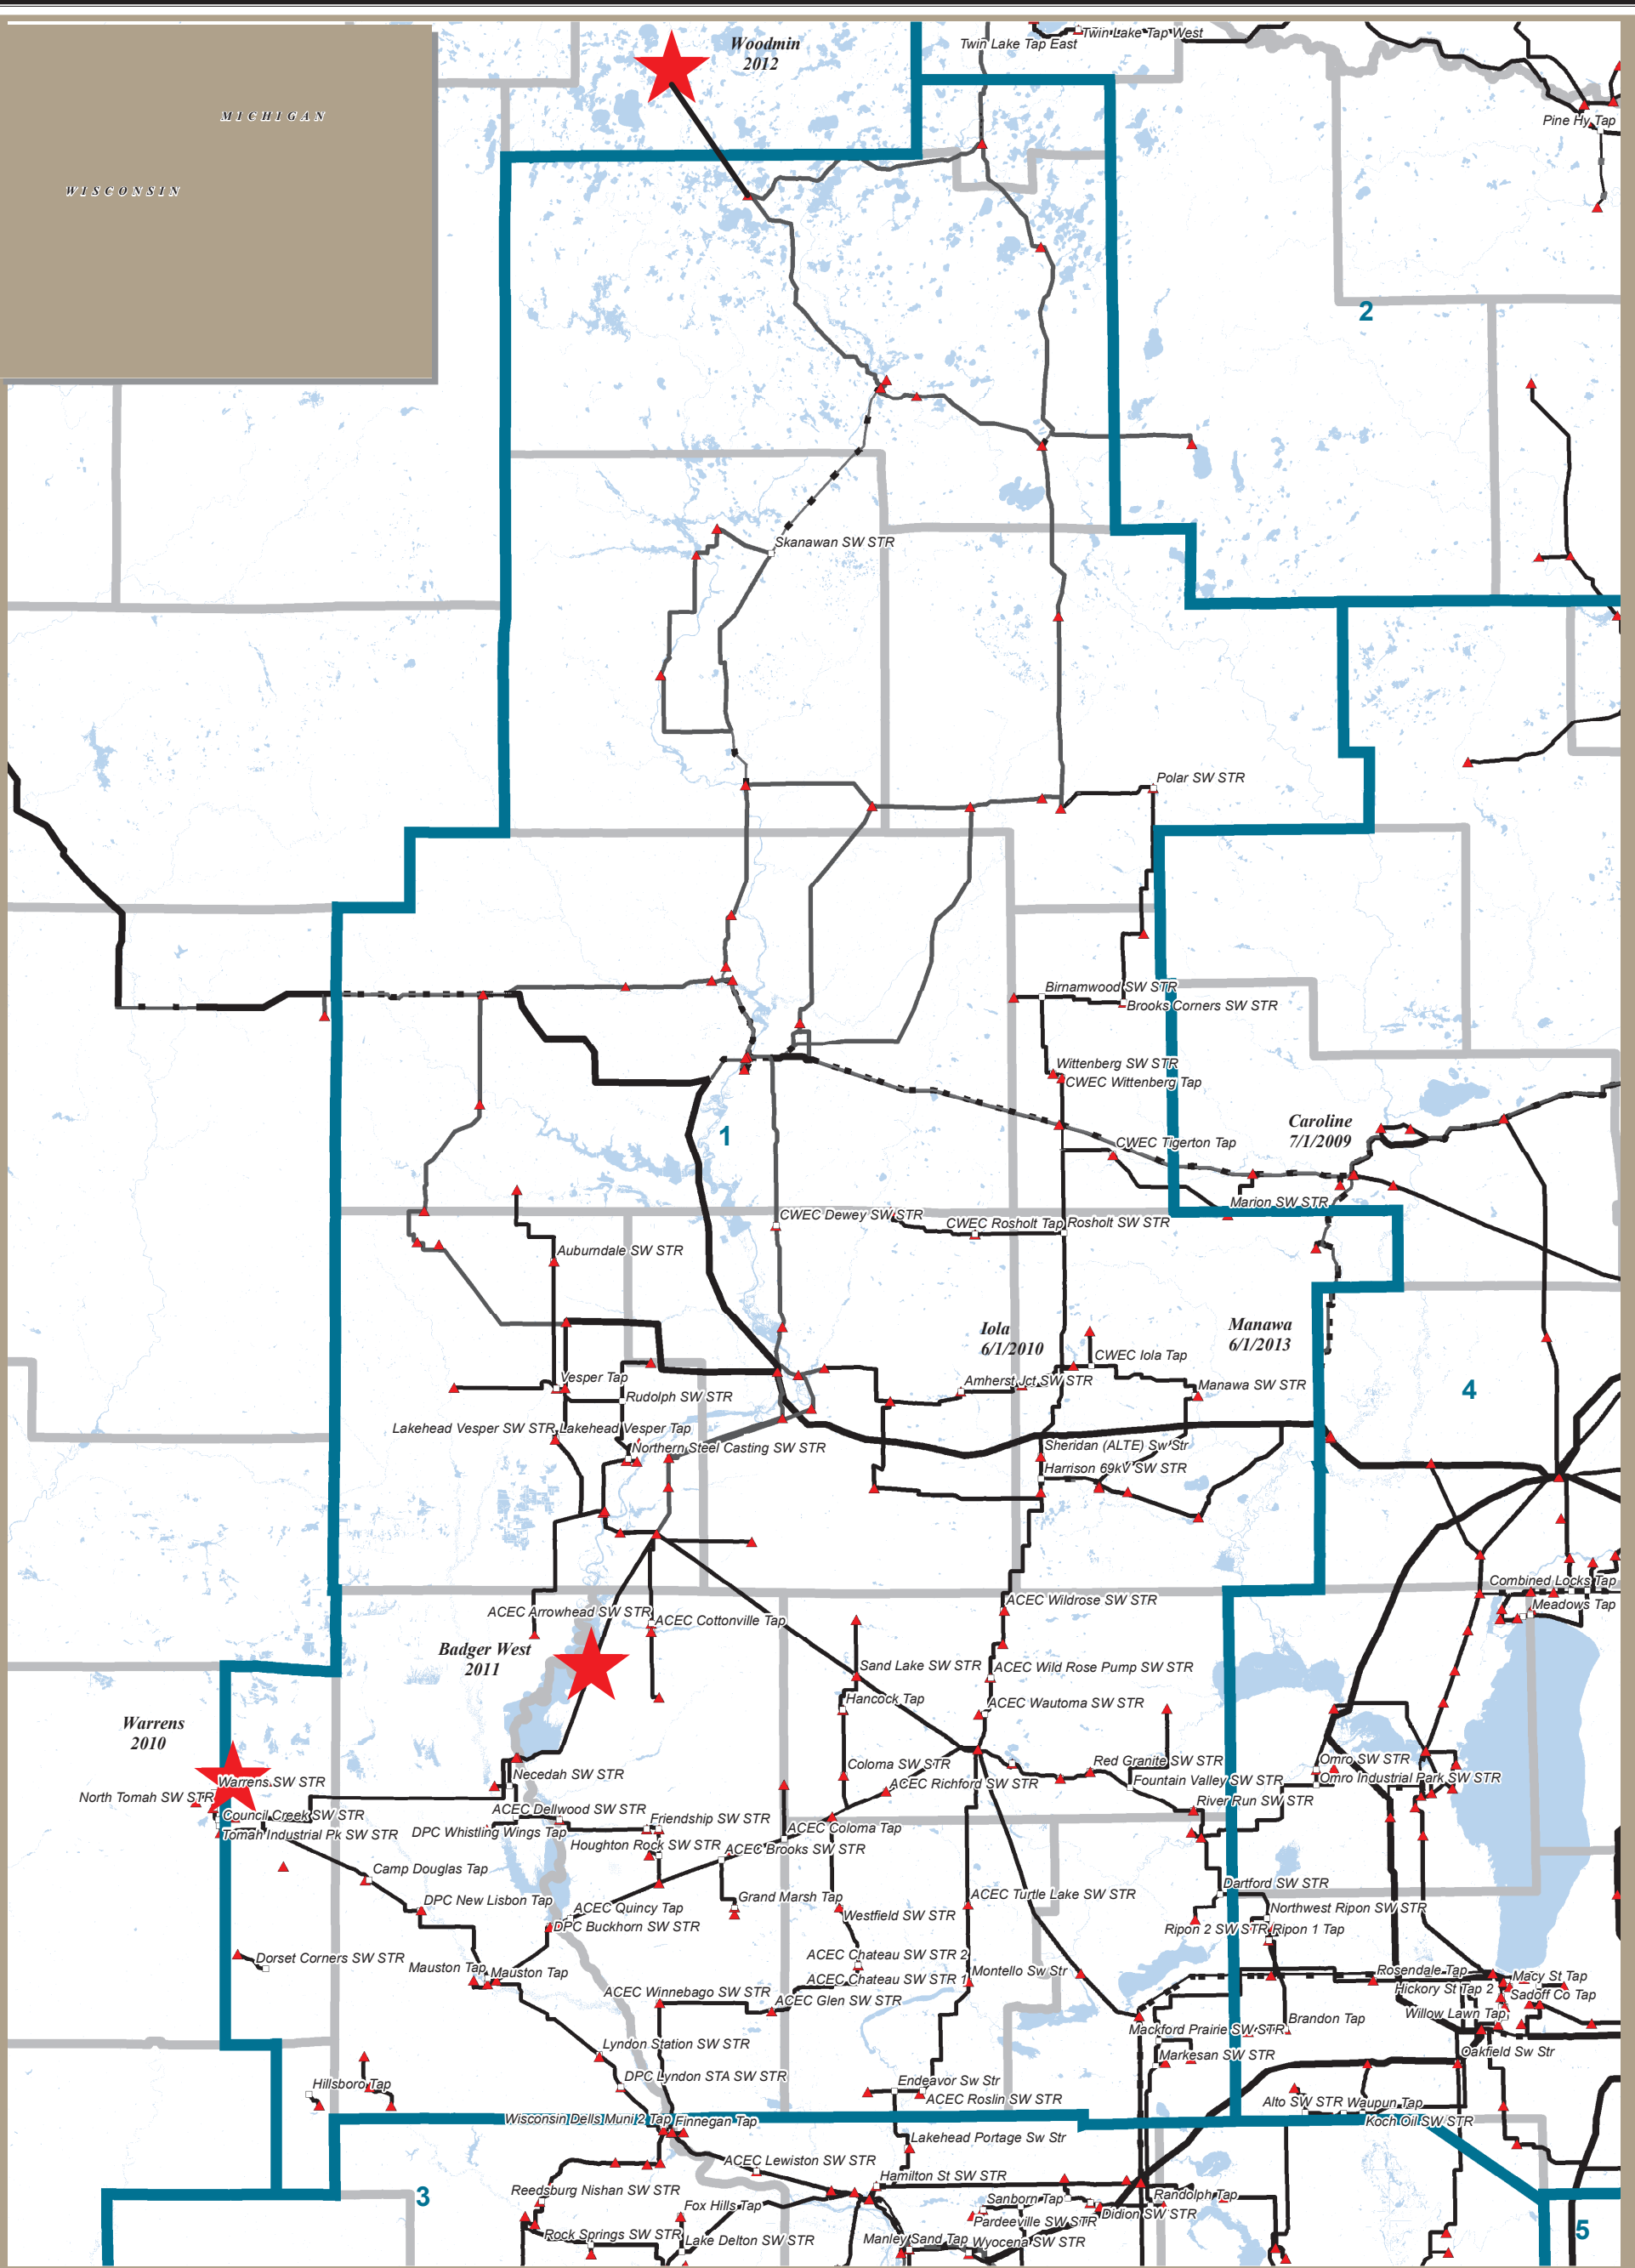 Woodmin
2012
Twin Lake Tap East
Twin Lake Tap West
MICHIGAN
Pine Hy Tap
WISCONSIN
2
Skanawan SW STR
Polar SW STR
Birnamwood SW STR
Brooks Corners SW STR
Wittenberg SW STR
CWEC Wittenberg Tap
1
Caroline
7/1/2009
CWEC Tigerton Tap
Marion SW STR
CWEC Dewey SW STR
CWEC Rosholt Tap
Rosholt SW STR
Auburndale SW STR
Iola
6/1/2010
Manawa
6/1/2013
CWEC Iola Tap
Vesper Tap
Amherst Jct SW STR
Manawa SW STR
4
Rudolph SW STR
Lakehead Vesper SW STR
Lakehead Vesper Tap
Northern Steel Casting SW STR
Sheridan (ALTE) Sw Str
Harrison 69kV SW STR
Combined Locks Tap
ACEC Wildrose SW STR
Meadows Tap
ACEC Arrowhead SW STR
ACEC Cottonville Tap
Badger West
2011
Sand Lake SW STR
ACEC Wild Rose Pump SW STR
Hancock Tap
ACEC Wautoma SW STR
Warrens
2010
Omro SW STR
Coloma SW STR
Red Granite SW STR
Necedah SW STR
Warrens SW STR
ACEC Richford SW STR
Fountain Valley SW STR
Omro Industrial Park SW STR
North Tomah SW STR
River Run SW STR
Council Creek SW STR
ACEC Dellwood SW STR
Friendship SW STR
ACEC Coloma Tap
Tomah Industrial Pk SW STR
DPC Whistling Wings Tap
Houghton Rock SW STR
ACEC Brooks SW STR
Camp Douglas Tap
Dartford SW STR
DPC New Lisbon Tap
ACEC Quincy Tap
Grand Marsh Tap
ACEC Turtle Lake SW STR
Northwest Ripon SW STR
Westfield SW STR
DPC Buckhorn SW STR
Ripon 2 SW STR
Ripon 1 Tap
Dorset Corners SW STR
ACEC Chateau SW STR 2
Mauston Tap
Mauston Tap
ACEC Chateau SW STR 1
Montello Sw Str
Rosendale Tap
Macy St Tap
Hickory St Tap 2
Sadoff Co Tap
ACEC Winnebago SW STR
ACEC Glen SW STR
Willow Lawn Tap
Brandon Tap
Mackford Prairie SW STR
Lyndon Station SW STR
Markesan SW STR
Oakfield Sw Str
DPC Lyndon STA SW STR
Hillsboro Tap
Endeavor Sw Str
ACEC Roslin SW STR
Alto SW STR
Waupun Tap
Wisconsin Dells Muni 2 Tap
Finnegan Tap
Koch Oil SW STR
Lakehead Portage Sw Str
ACEC Lewiston SW STR
Hamilton St SW STR
3
Reedsburg Nishan SW STR
Fox Hills Tap
Sanborn Tap
Randolph Tap
Didion SW STR
Pardeeville SW STR
5
Rock Springs SW STR
Lake Delton SW STR
Manley Sand Tap
Wyocena SW STR